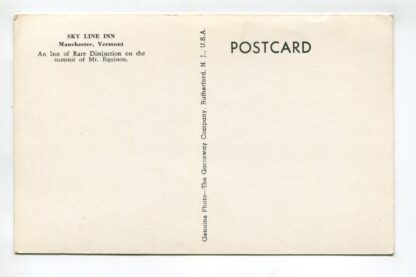 SKY LINE INN
Manchester, Vermont
An Inn of Rare Distinction on the
summit of Mt. Equinox.
Genuine Photo—The Garraway Company, Rutherford, N. J., U.S.A.
POSTCARD